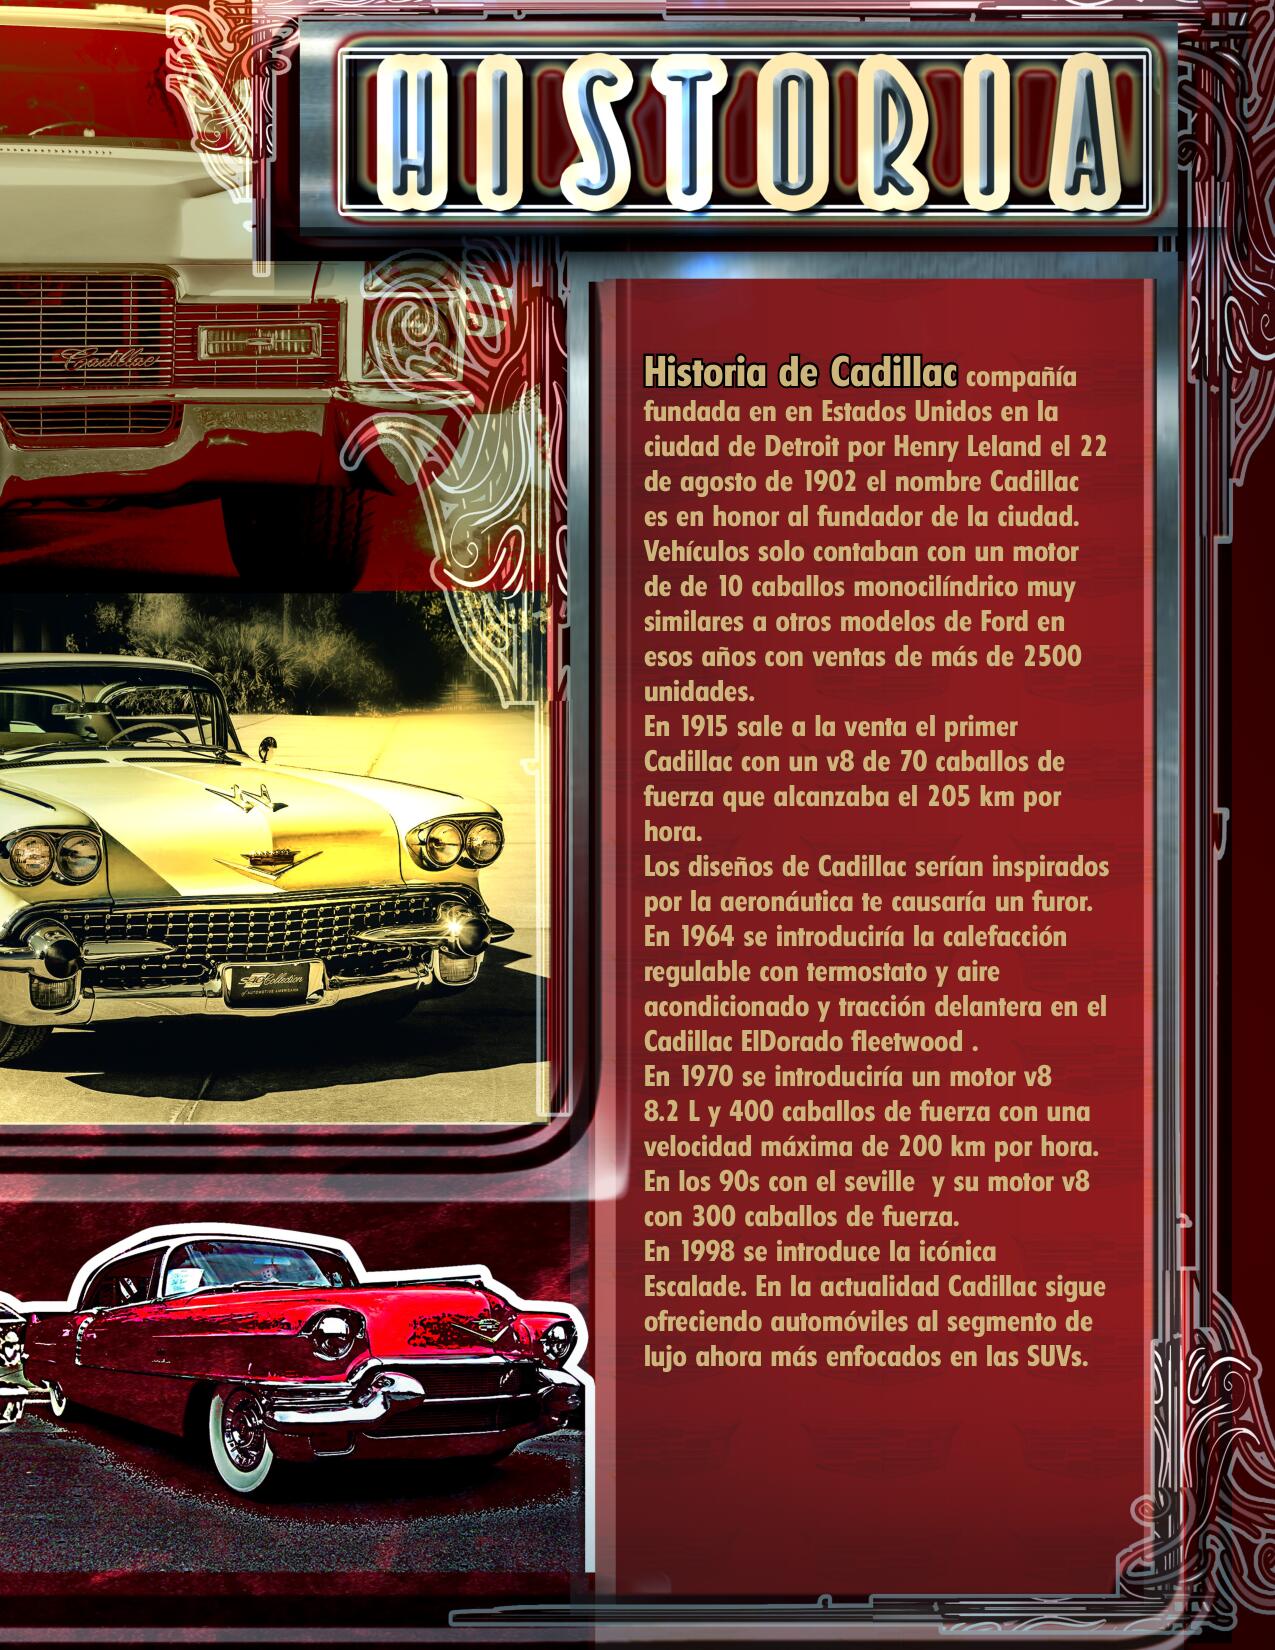 HISTORIA
Historia de Cadillac compañía
fundada en en Estados Unidos en la
ciudad de Detroit por Henry Leland el 22
de agosto de 1902 el nombre Cadillac
es en honor al fundador de la ciudad.
Vehículos solo contaban con un motor
de de 10 caballos monocilíndrico muy
similares a otros modelos de Ford en
esos años con ventas de más de 2500
unidades.
En 1915 sale a la venta el primer
Cadillac con un v8 de 70 caballos de
fuerza que alcanzaba el 205 km por
hora.
Los diseños de Cadillac serían inspirados
por la aeronáutica te causaría un furor.
En 1964 se introduciría la calefacción
regulable con termostato y aire
acondicionado y tracción delantera en el
Cadillac ElDorado fleetwood .
En 1970 se introduciría un motor v8
8.2 L y 400 caballos de fuerza con una
velocidad máxima de 200 km por hora.
En los 90s con el seville  y su motor v8
con 300 caballos de fuerza.
En 1998 se introduce la icónica
Escalade. En la actualidad Cadillac sigue
ofreciendo automóviles al segmento de
lujo ahora más enfocados en las SUVs.
Cadillac
Collection
of AUTOMOTIVE AMERICANA